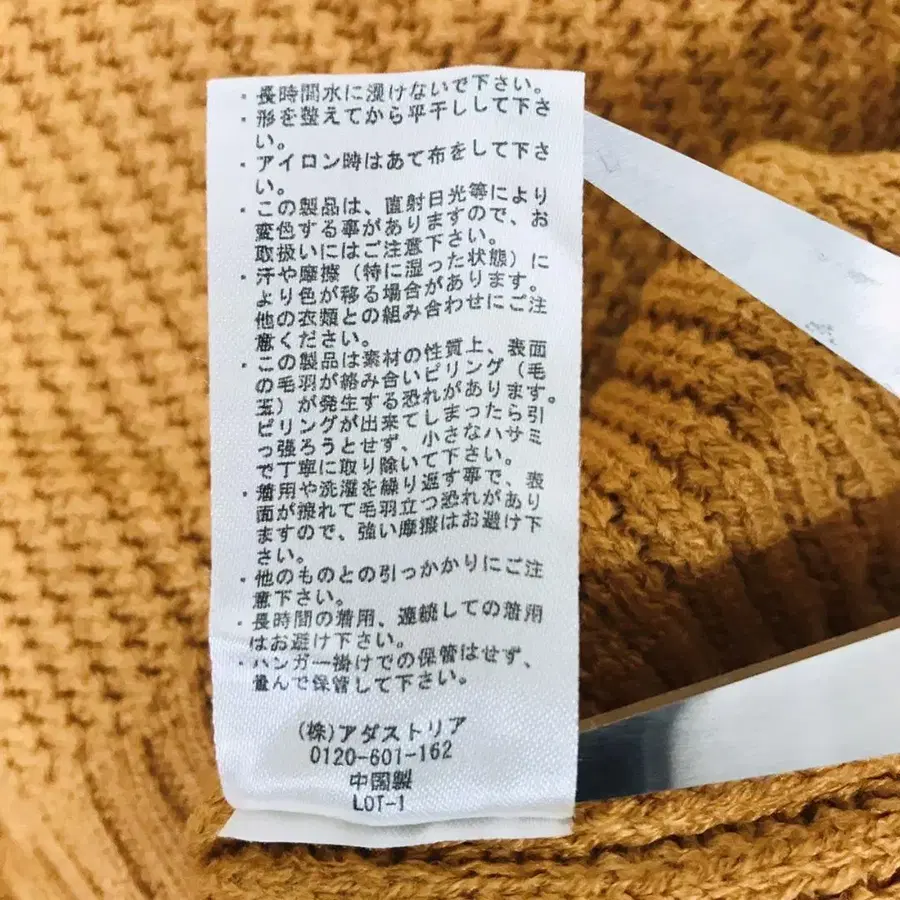 ・長時間水に浸けないで下さい。
・形を整えてから平干しして下さ
い。
・アイロン時はあて布をして下さ
い。
・この製品は、直射日光等により
変色する事がありますので、お
取扱いにはご注意下さい。
・汗や摩擦（特に湿った状態）に
より色が移る場合があります。
他の衣類との組み合わせにご注
意ください。
・この製品は素材の性質上、表面
の毛羽が絡み合いピリング（毛
玉）が発生する恐れがあります。
ピリングが出来てしまったら引
っ張ろうとせず、小さなハサミ
で丁寧に取り除いて下さい。
・着用や洗濯を繰り返す事で、表
面が擦れて毛羽立つ恐れがあり
ますので、強い摩擦はお避け下
さい。
・他のものとの引っかかりにご注
意下さい。
・長時間の着用、連続しての着用
はお避け下さい。
・ハンガー掛けでの保管はせず、
畳んで保管して下さい。
(株)アダストリア
0120-601-162
中国製
LOT-1